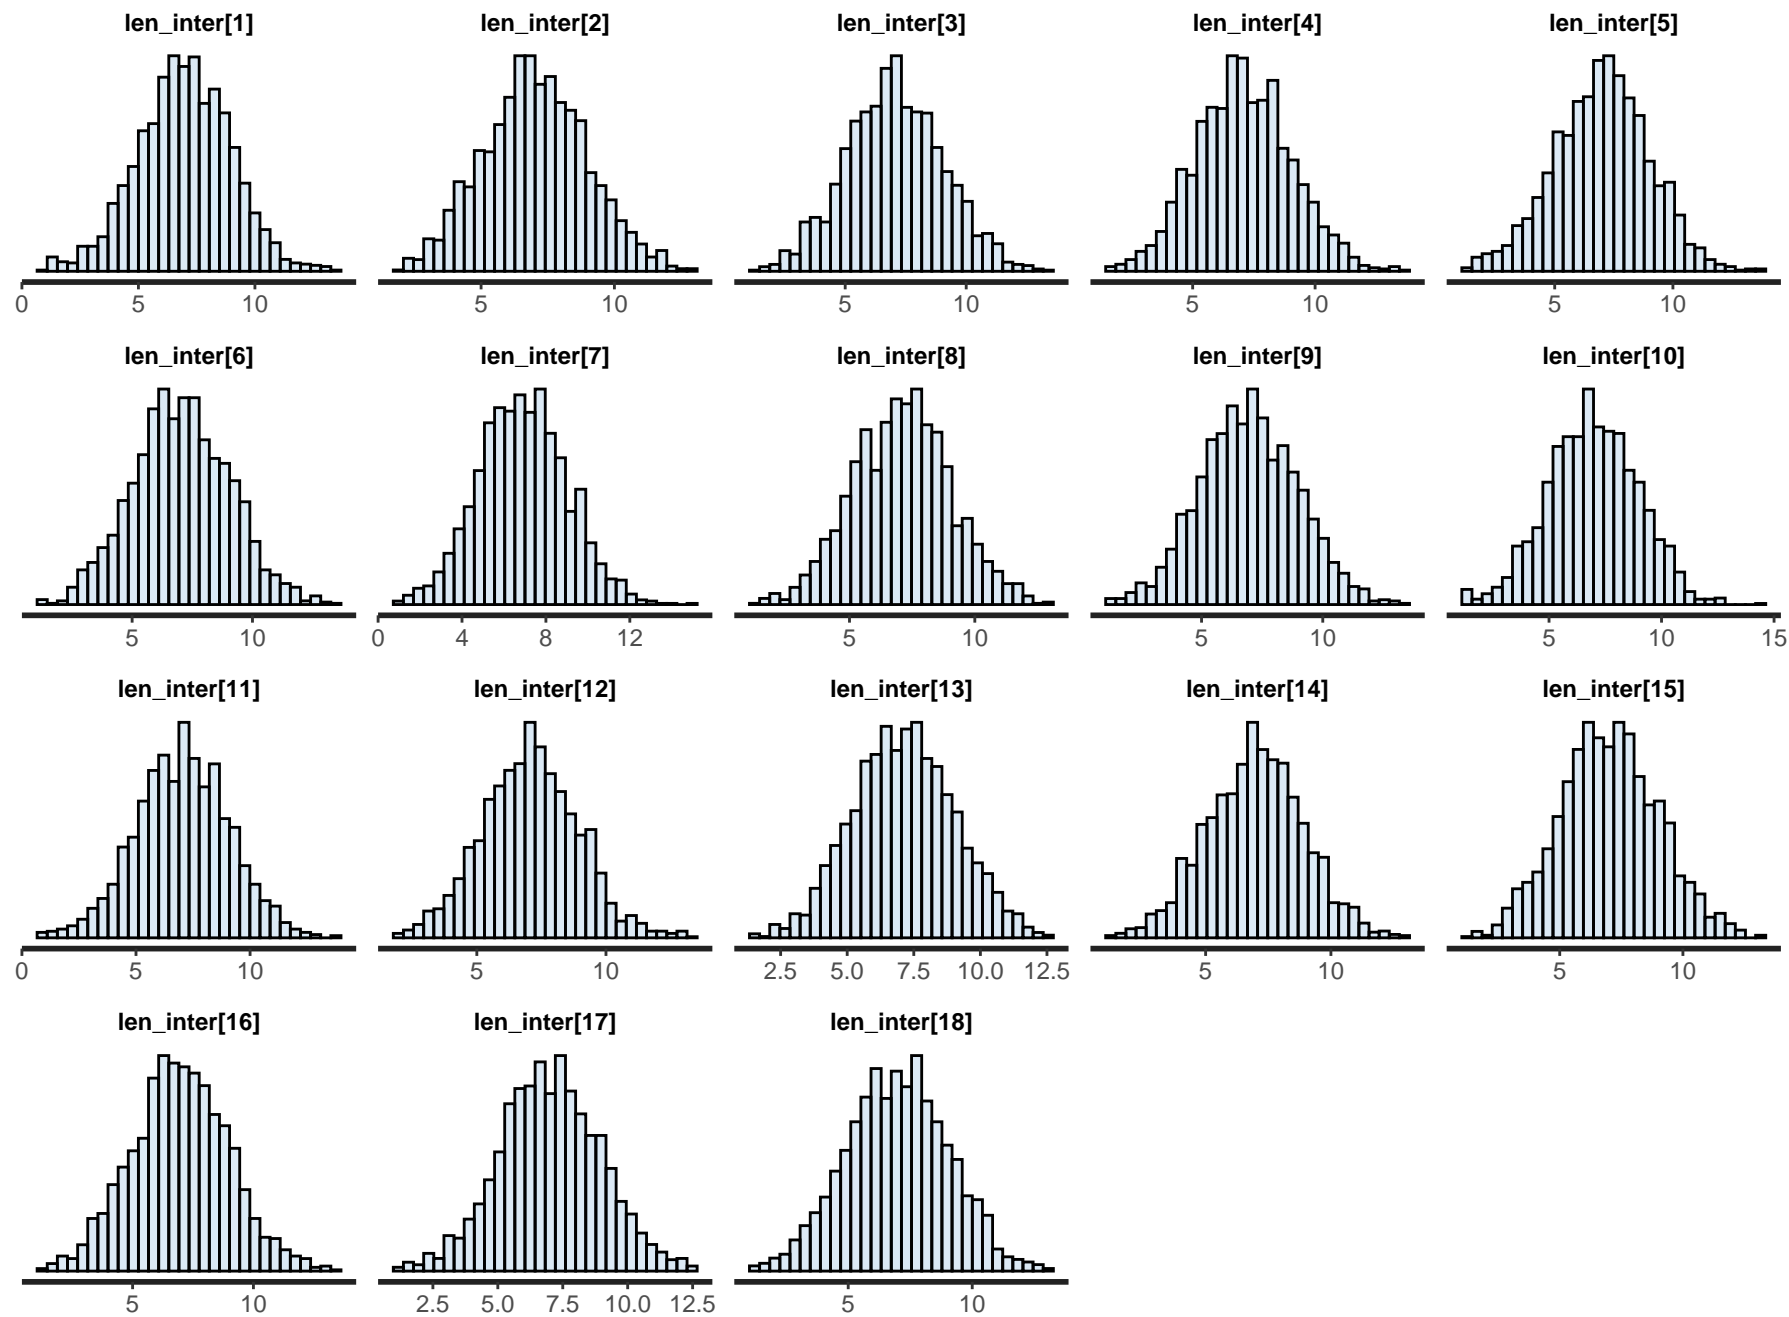 len_inter[1] len_inter[2] len_inter[3] len_inter[4] len_inter[5]
0 5 10 5 10 5 10 5 10 5 10
len_inter[6] len_inter[7] len_inter[8] len_inter[9] len_inter[10]
5 10 0 4 8 12 5 10 5 10 5 10 15
len_inter[11] len_inter[12] len_inter[13] len_inter[14] len_inter[15]
0 5 10 5 10 2.5 5.0 7.5 10.0 12.5 5 10 5 10
len_inter[16] len_inter[17] len_inter[18]
5 10 2.5 5.0 7.5 10.0 12.5 5 10